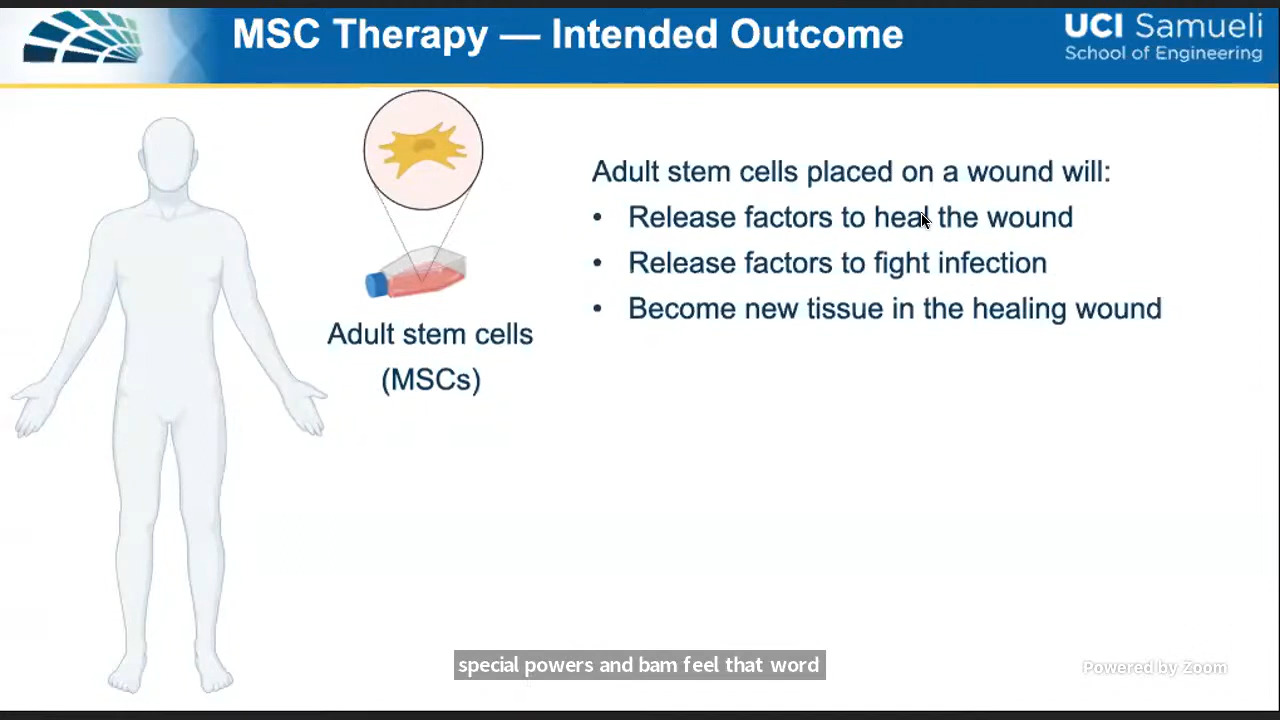 MSC Therapy — Intended Outcome
UCI Samueli
School of Engineering
Adult stem cells placed on a wound will:
• Release factors to heal the wound
• Release factors to fight infection
• Become new tissue in the healing wound
Adult stem cells
(MSCs)
special powers and bam feel that word
Powered by Zoom